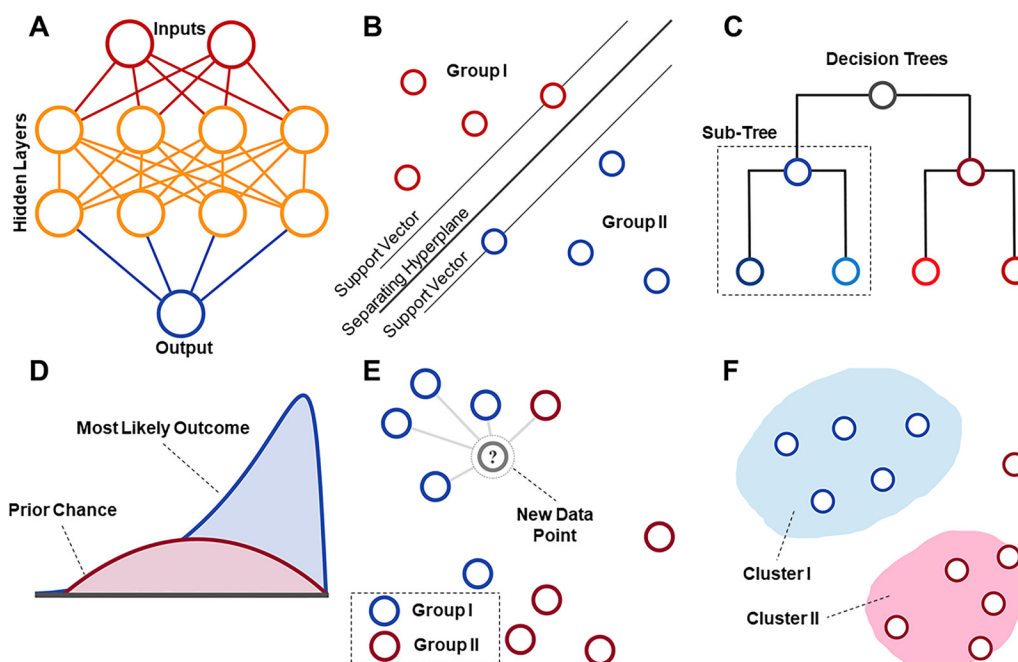 A
Inputs
Hidden Layers
Output
B
Group I
Support Vector
Separating Hyperplane
Support Vector
Group II
C
Decision Trees
Sub-Tree
D
Most Likely Outcome
Prior Chance
E
?
New Data
Point
Group I
Group II
F
Cluster I
Cluster II